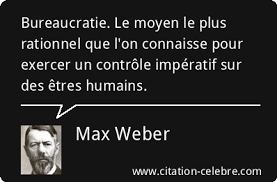 Bureaucratie. Le moyen le plus
rationnel que l'on connaisse pour
exercer un contrôle impératif sur
des êtres humains.
Max Weber
www.citation-celebre.com